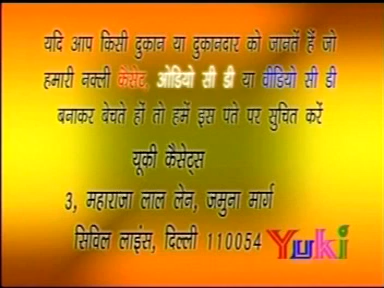 यदि आप किसी दुकान या दुकानदार को जानतें हैं जो
हमारी नक्ली कैसेट, ओडियो सी डी या वीडियो सी डी
बनाकर बेचते हों तो हमें इस पते पर सुचित करें
यूकी कैसेट्स
3, महाराजा लाल लेन, जमुना मार्ग
सिविल लाइंस, दिल्ली 110054
Yuki